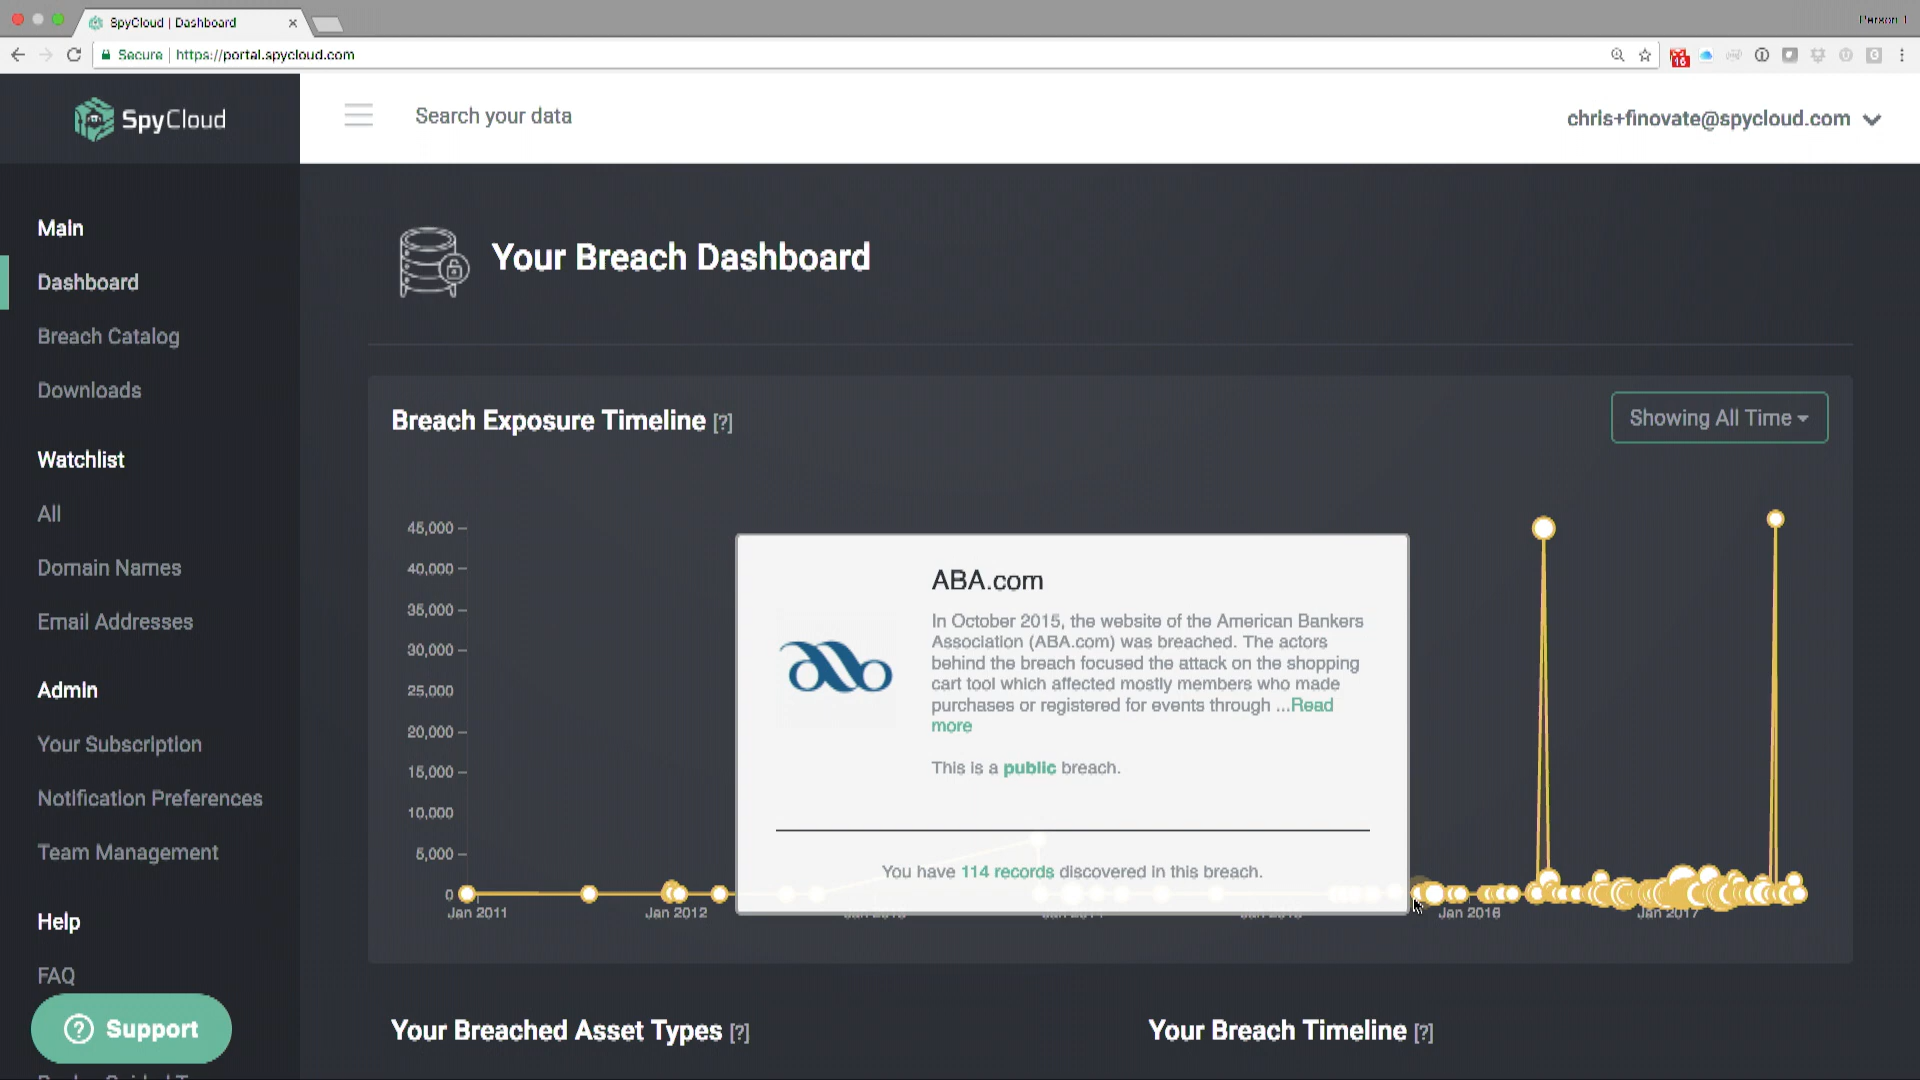 SpyCloud | Dashboard
Person 1
Secure
https://portal.spycloud.com
16
SpyCloud
Search your data
chris+finovate@spycloud.com
Main
Dashboard
Breach Catalog
Downloads
Watchlist
All
Domain Names
Email Addresses
Admin
Your Subscription
Notification Preferences
Team Management
Help
FAQ
Support
Your Breach Dashboard
Breach Exposure Timeline [?]
Showing All Time
45,000
40,000
35,000
30,000
25,000
20,000
15,000
10,000
5,000
0
Jan 2011
Jan 2012
Jan 2016
Jan 2017
ABA.com
In October 2015, the website of the American Bankers
Association (ABA.com) was breached. The actors
behind the breach focused the attack on the shopping
cart tool which affected mostly members who made
purchases or registered for events through ...Read
more
This is a public breach.
You have 114 records discovered in this breach.
Your Breached Asset Types [?]
Your Breach Timeline [?]